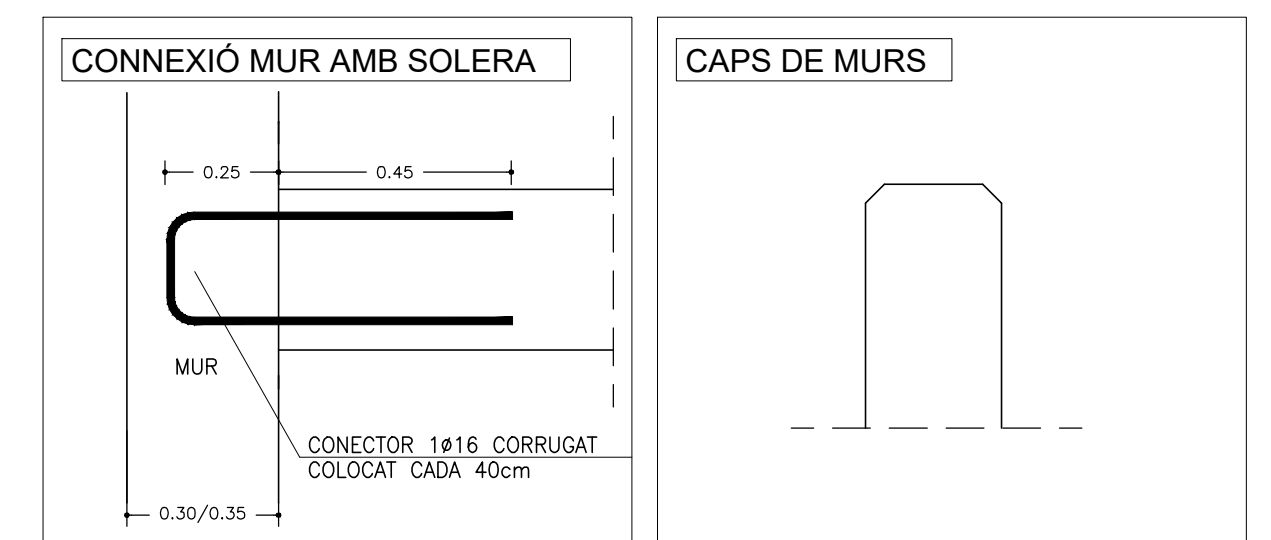 CONNEXIÓ MUR AMB SOLERA
0.25
0.45
MUR
CONECTOR 1ø16 CORRUGAT
COLOCAT CADA 40cm
0.30/0.35
CAPS DE MURS